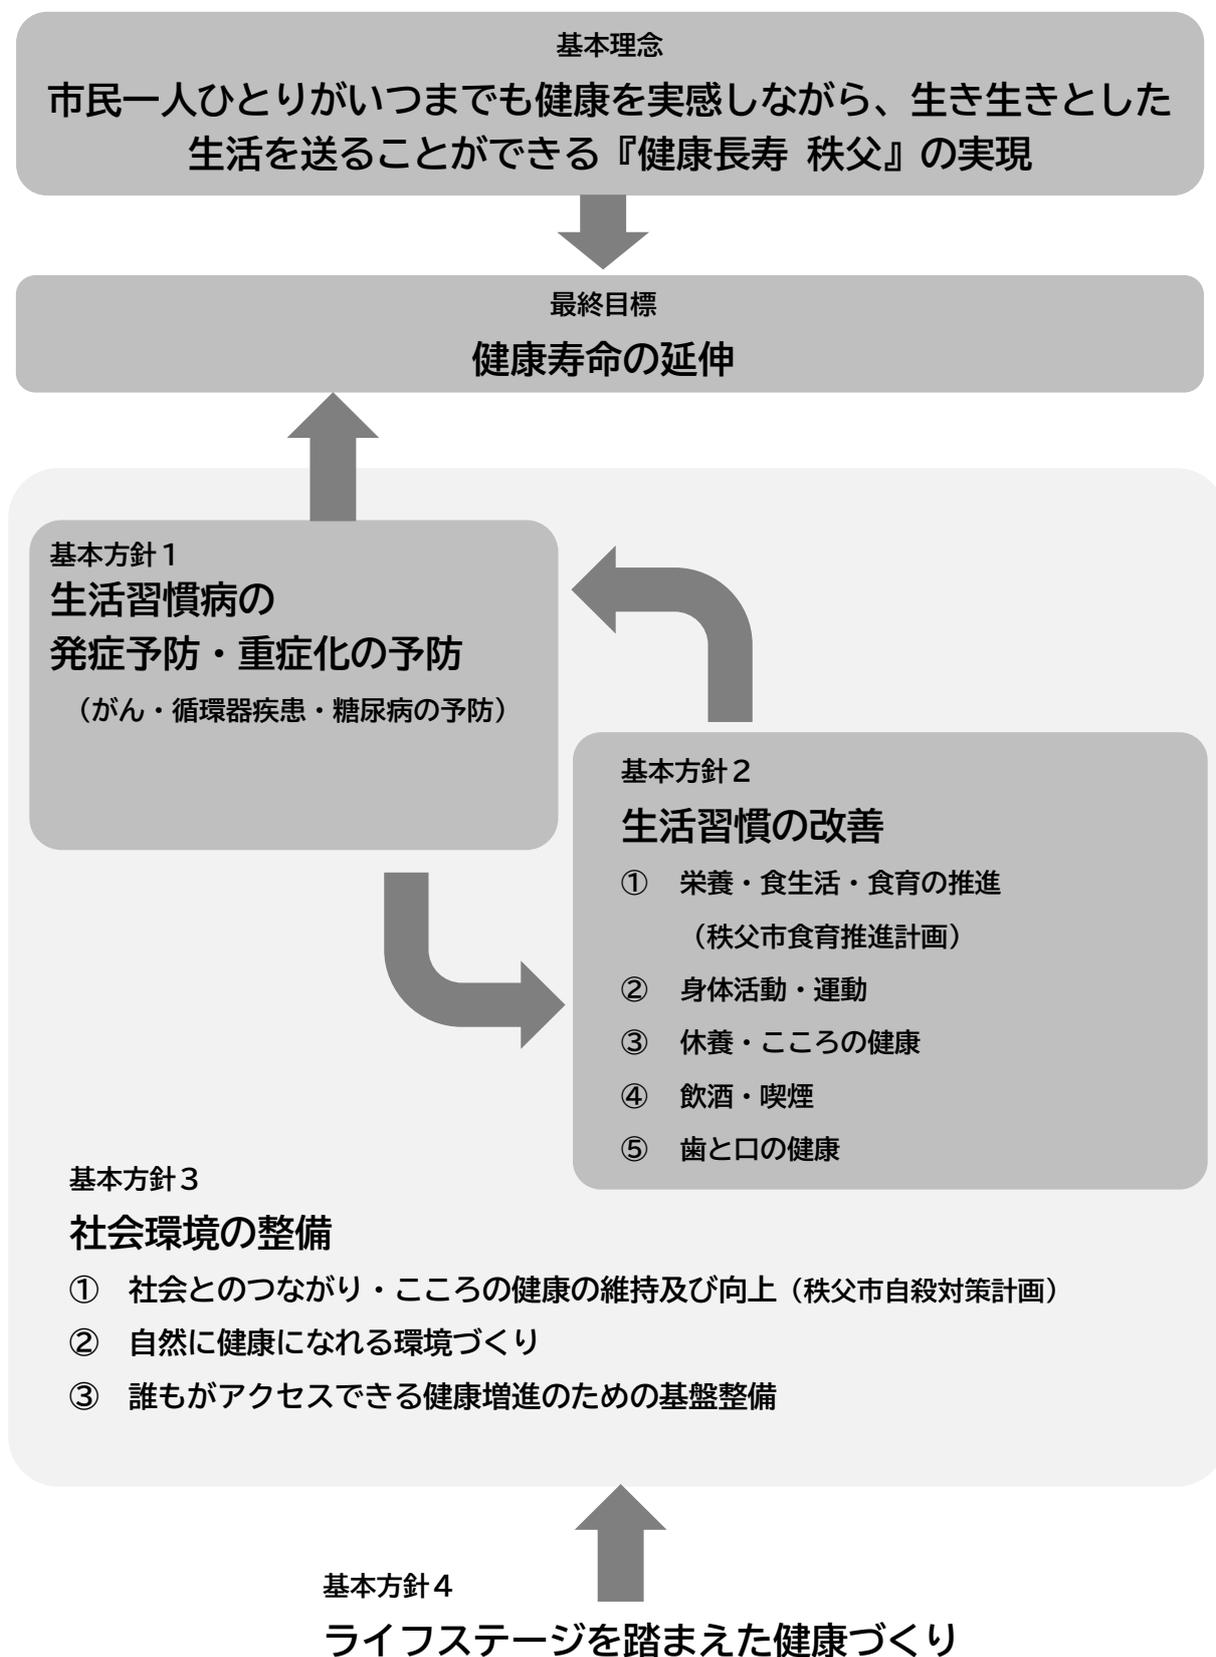 基本理念
市民一人ひとりがいつまでも健康を実感しながら、生き生きとした
生活を送ることができる『健康長寿 秩父』の実現
最終目標
健康寿命の延伸
基本方針１
生活習慣病の
発症予防・重症化の予防
（がん・循環器疾患・糖尿病の予防）
基本方針２
生活習慣の改善
① 栄養・食生活・食育の推進
（秩父市食育推進計画）
② 身体活動・運動
③ 休養・こころの健康
④ 飲酒・喫煙
⑤ 歯と口の健康
基本方針３
社会環境の整備
① 社会とのつながり・こころの健康の維持及び向上（秩父市自殺対策計画）
② 自然に健康になれる環境づくり
③ 誰もがアクセスできる健康増進のための基盤整備
基本方針４
ライフステージを踏まえた健康づくり